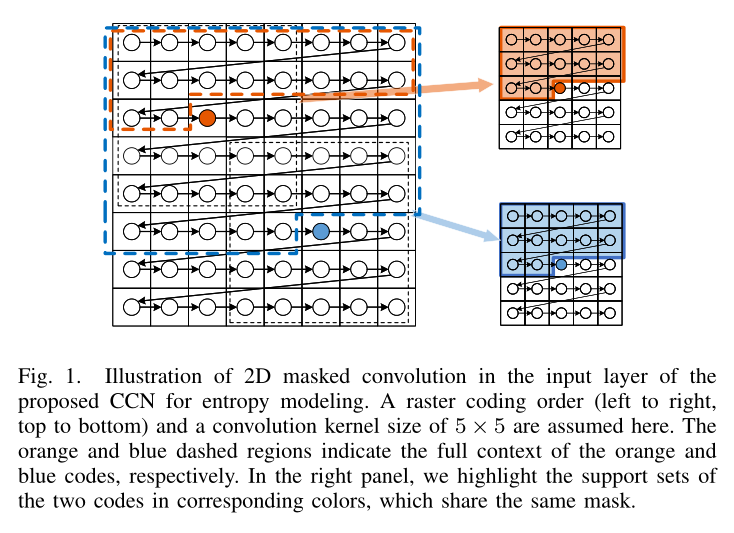 Fig. 1. Illustration of 2D masked convolution in the input layer of the
proposed CCN for entropy modeling. A raster coding order (left to right,
top to bottom) and a convolution kernel size of 5 × 5 are assumed here. The
orange and blue dashed regions indicate the full context of the orange and
blue codes, respectively. In the right panel, we highlight the support sets of
the two codes in corresponding colors, which share the same mask.